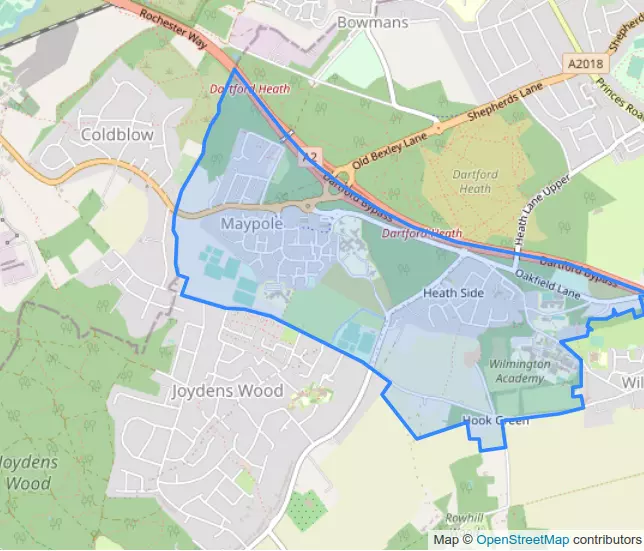 Rochester Way
Bowmans
Shepherds
A2018
Princes Road
Dartford Heath
Shepherds Lane
Coldblow
Old Bexley Lane
A2
Dartford
Heath
Dartford Bypass
Heath Lane Upper
Maypole
Dartford Heath
Dartford Bypass
Oakfield Lane
Heath Side
Wilmington
Academy
Joydens Wood
Wil
Hook Green
Joydens
Wood
Rowhill
Map © OpenStreetMap contributors